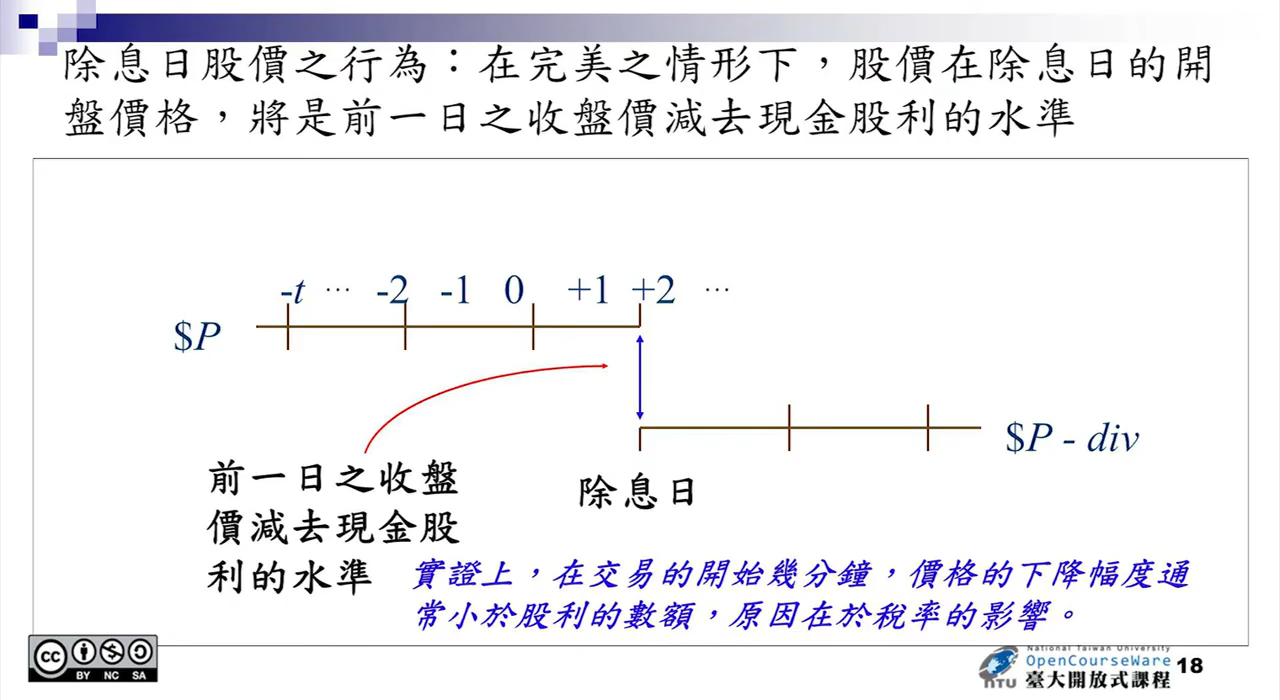 除息日股價之行為：在完美之情形下，股價在除息日的開
盤價格，將是前一日之收盤價減去現金股利的水準
-t … -2 -1 0 +1 +2 …
$P
$P - div
前一日之收盤
價減去現金股
利的水準
除息日
實證上，在交易的開始幾分鐘，價格的下降幅度通
常小於股利的數額，原因在於稅率的影響。
cc
BY NC SA
NTU
National Taiwan University
OpenCourseWare
臺大開放式課程
18